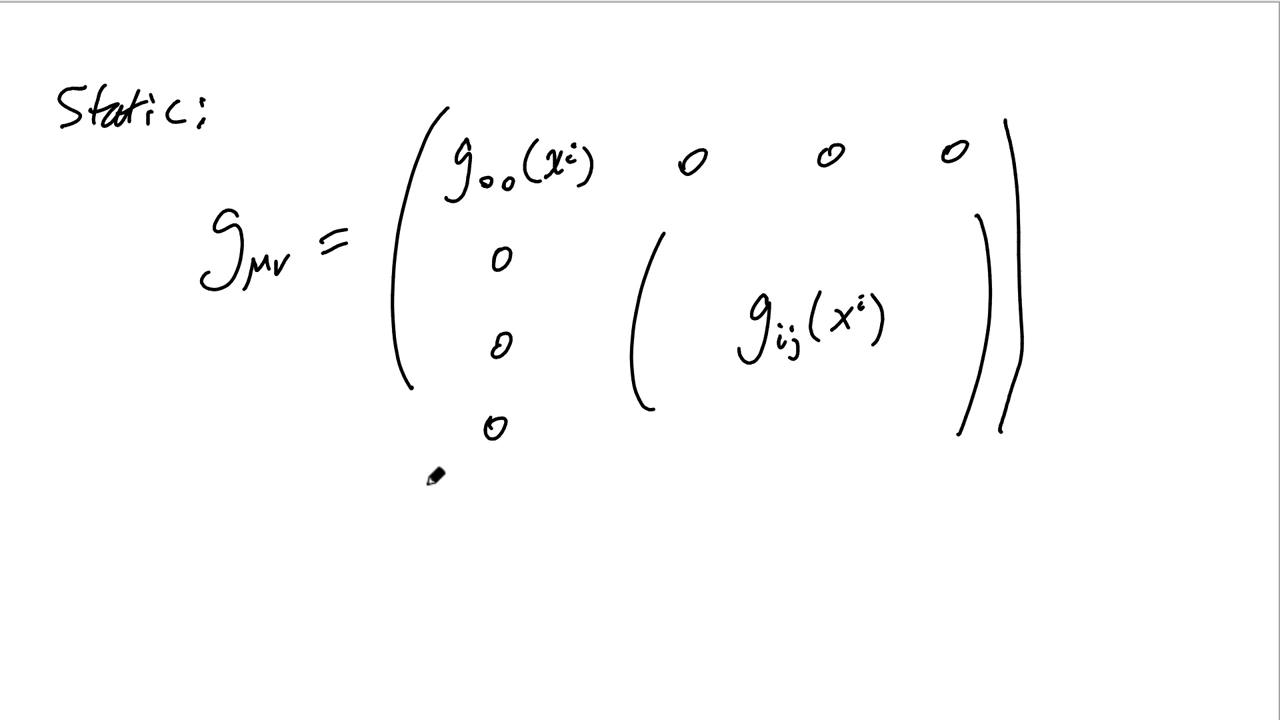 Static:
g₀₀(xⁱ) 0 0 0
gμν =
0
gᵢⱼ(xⁱ)
0
0